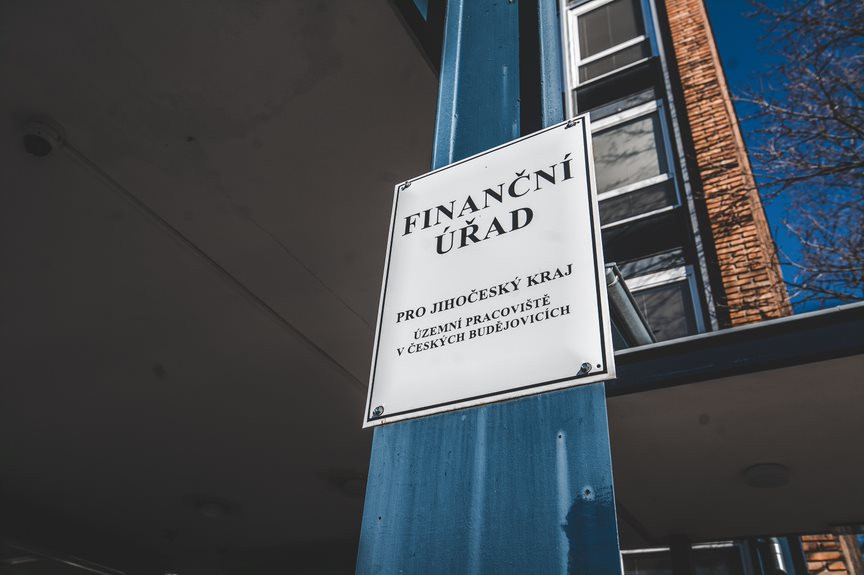 FINANČNÍ
ÚŘAD
PRO JIHOČESKÝ KRAJ
ÚZEMNÍ PRACOVIŠTĚ
V ČESKÝCH BUDĚJOVICÍCH